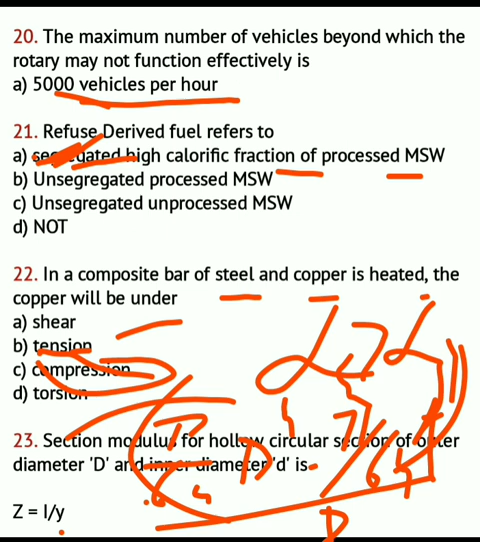 20. The maximum number of vehicles beyond which the
rotary may not function effectively is
a) 5000 vehicles per hour
21. Refuse Derived fuel refers to
a) segregated high calorific fraction of processed MSW
b) Unsegregated processed MSW
c) Unsegregated unprocessed MSW
d) NOT
22. In a composite bar of steel and copper is heated, the
copper will be under
a) shear
b) tension
c) compression
d) torsion
23. Section modulus for hollow circular section of outer
diameter 'D' and inner diameter 'd' is
Z = I/y
D